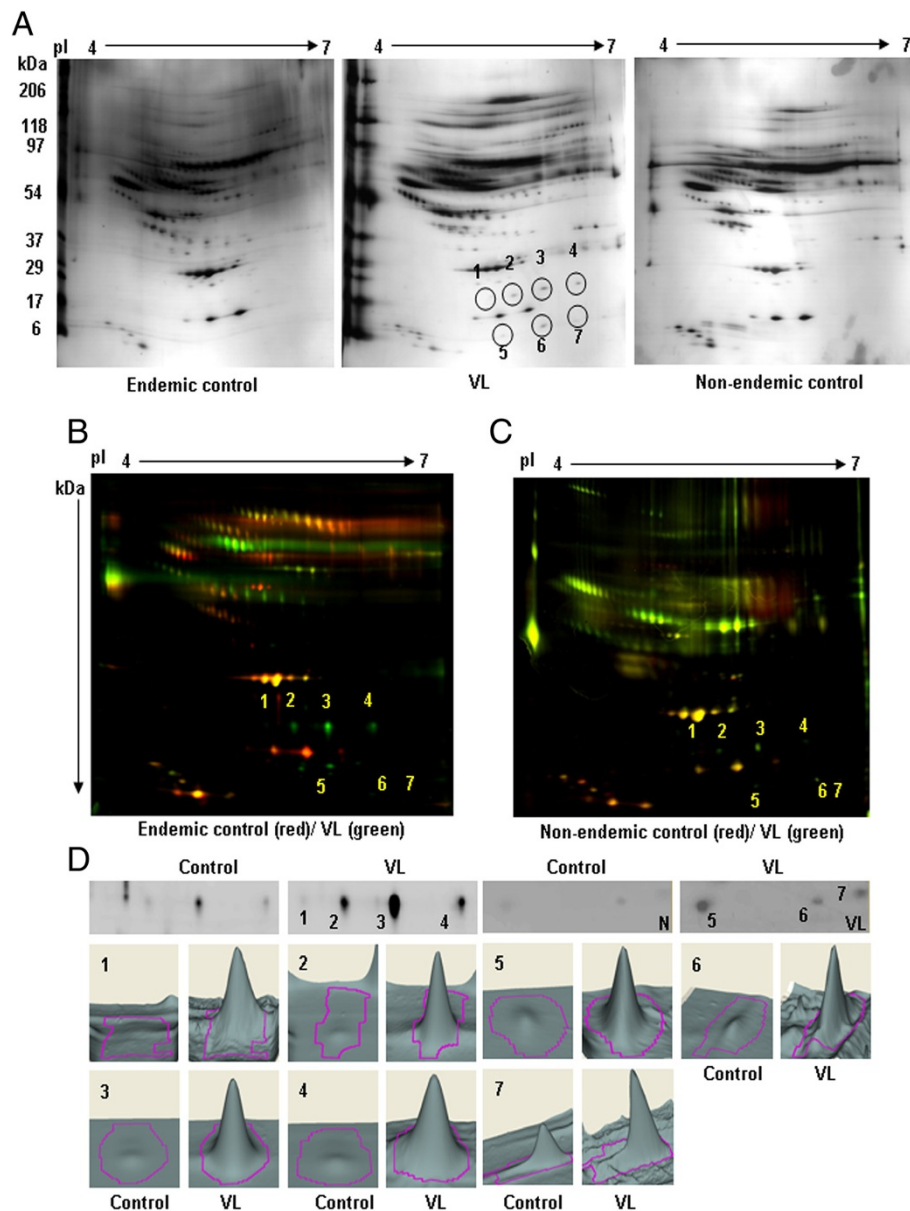 A
pI 4 7
4 7
4 7
kDa
206
118
97
54
37
29
17
6
1 2 3 4
5 6 7
Endemic control
VL
Non-endemic control
B
C
pI 4 7
pI 4 7
kDa
1 2 3 4
5 6 7
1 2 3 4
5 6 7
Endemic control (red)/ VL (green)
Non-endemic control (red)/ VL (green)
D
Control VL Control VL
1 2 3 4 N 5 6 7 VL
1 2 5 6
Control VL
3 4 7
Control VL Control VL Control VL